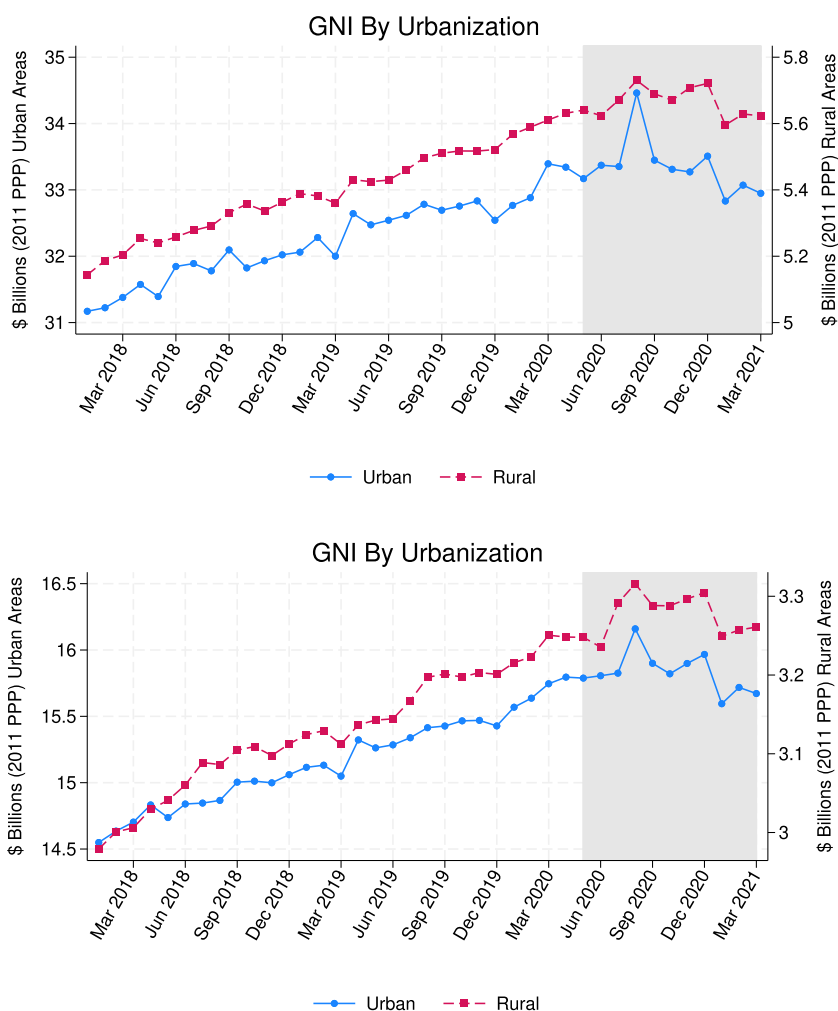 GNI By Urbanization
$ Billions (2011 PPP) Urban Areas
35
34
33
32
31
5.8
5.6
5.4
5.2
5
$ Billions (2011 PPP) Rural Areas
Mar 2018
Jun 2018
Sep 2018
Dec 2018
Mar 2019
Jun 2019
Sep 2019
Dec 2019
Mar 2020
Jun 2020
Sep 2020
Dec 2020
Mar 2021
Urban Rural
GNI By Urbanization
$ Billions (2011 PPP) Urban Areas
16.5
16
15.5
15
14.5
3.3
3.2
3.1
3
$ Billions (2011 PPP) Rural Areas
Mar 2018
Jun 2018
Sep 2018
Dec 2018
Mar 2019
Jun 2019
Sep 2019
Dec 2019
Mar 2020
Jun 2020
Sep 2020
Dec 2020
Mar 2021
Urban Rural